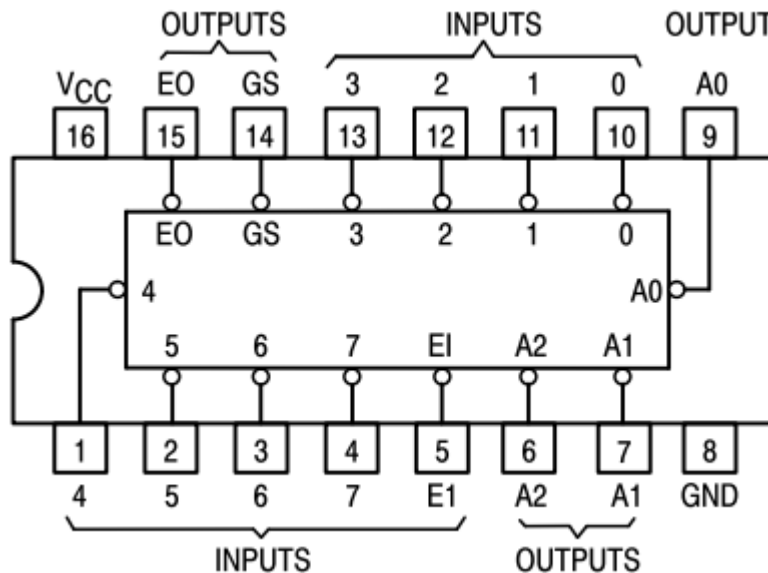 OUTPUTS INPUTS OUTPUT
VCC EO GS 3 2 1 0 A0
16 15 14 13 12 11 10 9
EO GS 3 2 1 0
4 A0
5 6 7 EI A2 A1
1 2 3 4 5 6 7 8
4 5 6 7 E1 A2 A1 GND
INPUTS OUTPUTS